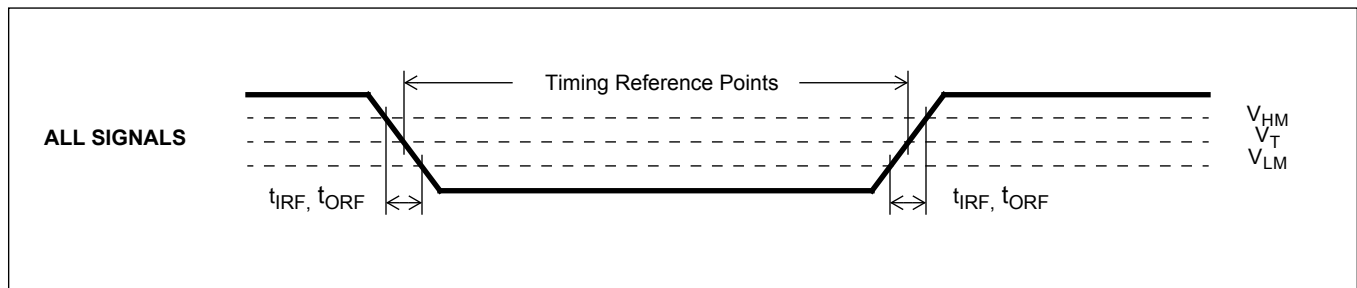 Timing Reference Points
ALL SIGNALS
V_HM
V_T
V_LM
t_IRF, t_ORF
t_IRF, t_ORF